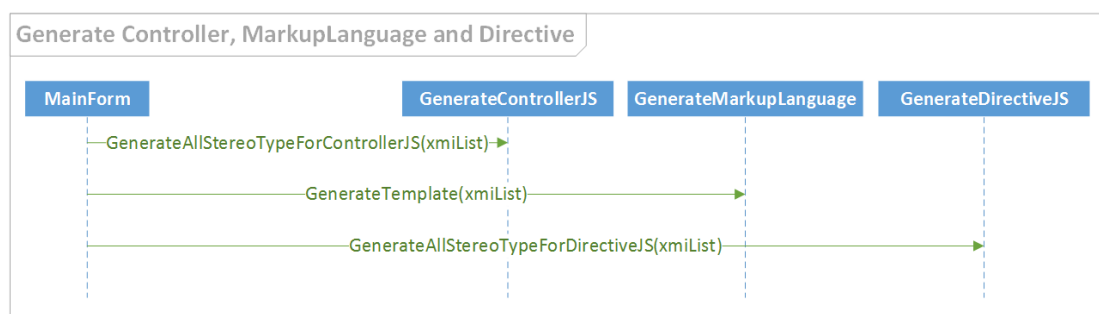 Generate Controller, MarkupLanguage and Directive
MainForm
GenerateControllerJS
GenerateMarkupLanguage
GenerateDirectiveJS
GenerateAllStereoTypeForControllerJS(xmiList)
GenerateTemplate(xmiList)
GenerateAllStereoTypeForDirectiveJS(xmiList)